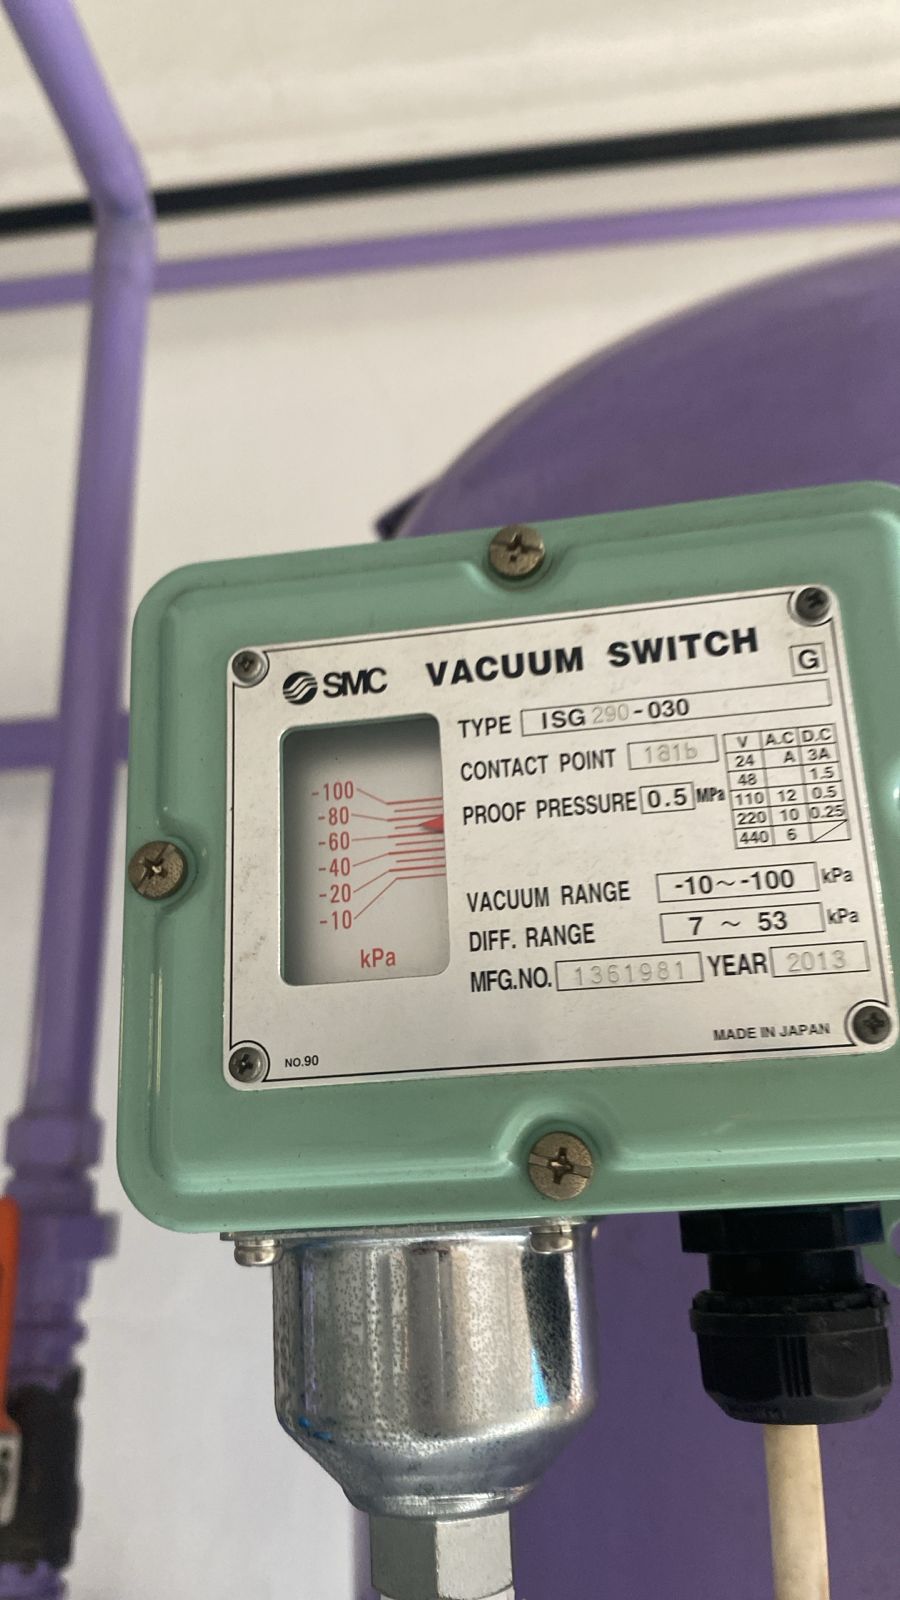 SMC VACUUM SWITCH
G
TYPE ISG 290-030
CONTACT POINT 1a1b
PROOF PRESSURE 0.5 MPa
V A.C D.C
24 A 3A
48 1.5
110 12 0.5
220 10 0.25
440 6
VACUUM RANGE -10~-100 kPa
DIFF. RANGE 7 ~ 53 kPa
MFG.NO. 1361981 YEAR 2013
MADE IN JAPAN
-100
-80
-60
-40
-20
-10
kPa
NO.90